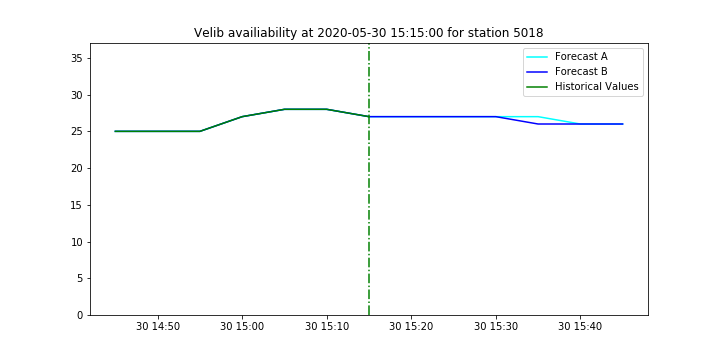 Velib availiability at 2020-05-30 15:15:00 for station 5018
Forecast A
Forecast B
Historical Values
35
30
25
20
15
10
5
0
30 14:50 30 15:00 30 15:10 30 15:20 30 15:30 30 15:40